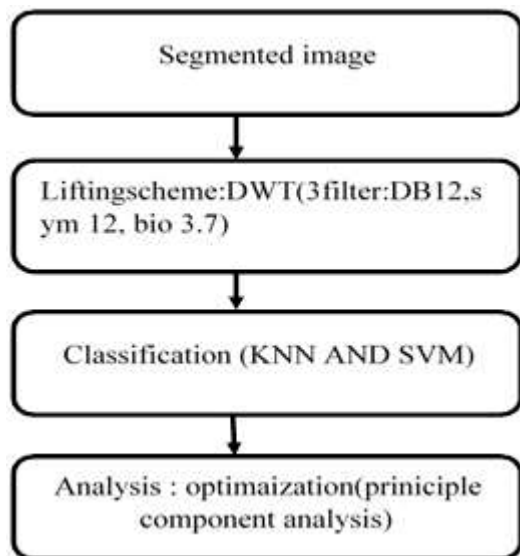 Segmented image
Liftingscheme:DWT(3filter:DB12,s
ym 12, bio 3.7)
Classification (KNN AND SVM)
Analysis : optimaization(priniciple
component analysis)